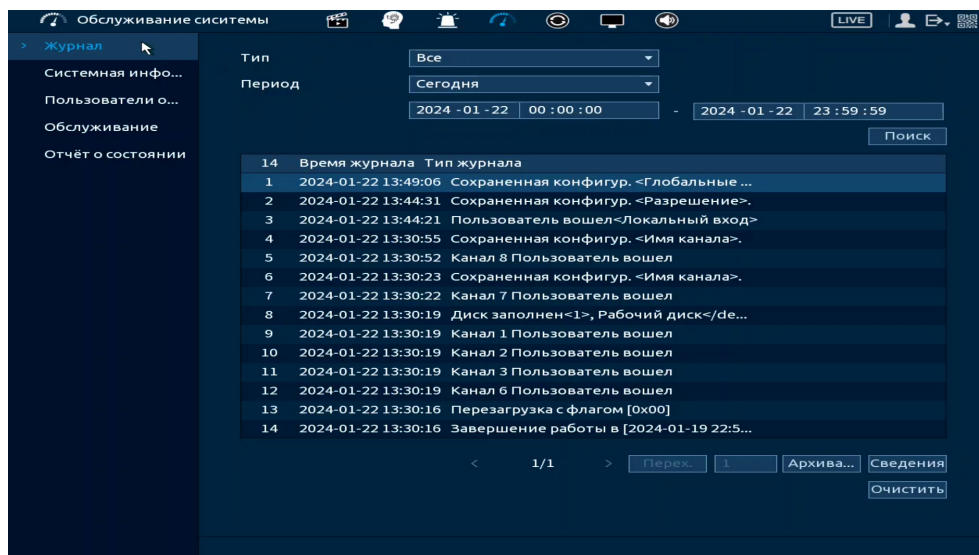 Обслуживание сиситемы LIVE
> Журнал
Системная инфо...
Пользователи о...
Обслуживание
Отчёт о состоянии
Тип Все
Период Сегодня
2024 -01 -22 00 :00 :00 - 2024 -01 -22 23 :59 :59
Поиск
14 Время журнала Тип журнала
1 2024-01-22 13:49:06 Сохраненная конфигур. <Глобальные ...
2 2024-01-22 13:44:31 Сохраненная конфигур. <Разрешение>.
3 2024-01-22 13:44:21 Пользователь вошел<Локальный вход>
4 2024-01-22 13:30:55 Сохраненная конфигур. <Имя канала>.
5 2024-01-22 13:30:52 Канал 8 Пользователь вошел
6 2024-01-22 13:30:23 Сохраненная конфигур. <Имя канала>.
7 2024-01-22 13:30:22 Канал 7 Пользователь вошел
8 2024-01-22 13:30:19 Диск заполнен<1>, Рабочий диск</de...
9 2024-01-22 13:30:19 Канал 1 Пользователь вошел
10 2024-01-22 13:30:19 Канал 2 Пользователь вошел
11 2024-01-22 13:30:19 Канал 3 Пользователь вошел
12 2024-01-22 13:30:19 Канал 6 Пользователь вошел
13 2024-01-22 13:30:16 Перезагрузка с флагом [0x00]
14 2024-01-22 13:30:16 Завершение работы в [2024-01-19 22:5...
< 1/1 > Перех. 1 Архива... Сведения
Очистить